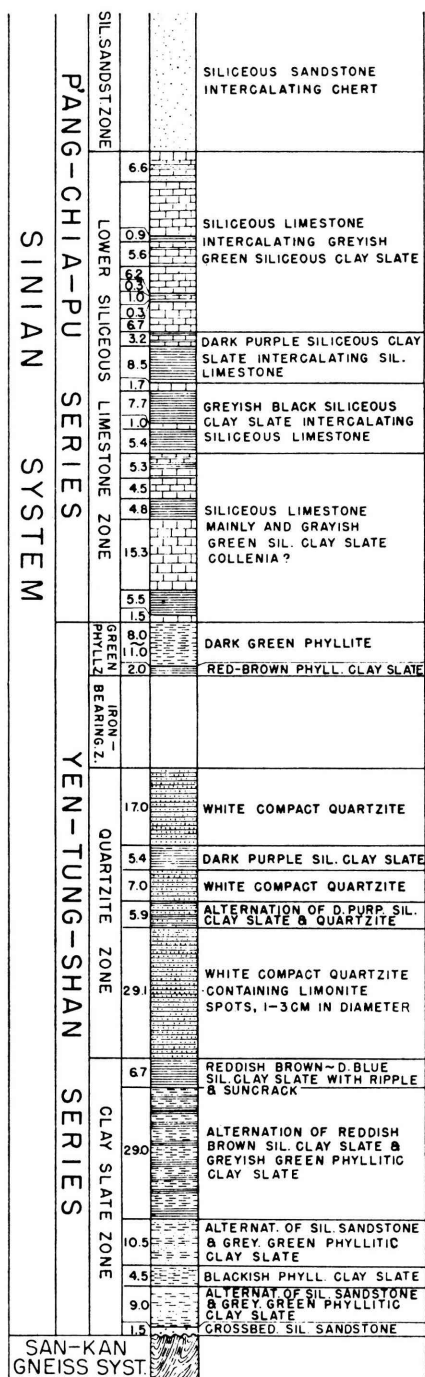 SINIAN SYSTEM
P'ANG-CHIA-PU SERIES
YEN-TUNG-SHAN SERIES
SIL. SANDST. ZONE
SILICEOUS SANDSTONE
INTERCALATING CHERT
LOWER SILICEOUS LIMESTONE ZONE
6.6
0.9
5.6
6.2
0.3
1.0
0.3
6.7
SILICEOUS LIMESTONE
INTERCALATING GREYISH
GREEN SILICEOUS CLAY SLATE
3.2
8.5
1.7
DARK PURPLE SILICEOUS CLAY
SLATE INTERCALATING SIL.
LIMESTONE
7.7
1.0
5.4
GREYISH BLACK SILICEOUS
CLAY SLATE INTERCALATING
SILICEOUS LIMESTONE
5.3
4.5
4.8
15.3
5.5
1.5
SILICEOUS LIMESTONE
MAINLY AND GRAYISH
GREEN SIL. CLAY SLATE
COLLENIA ?
GREEN
PHYLLZ
8.0
~
11.0
DARK GREEN PHYLLITE
2.0
RED-BROWN PHYLL. CLAY SLATE
IRON-
BEARING. Z.
QUARTZITE ZONE
17.0
WHITE COMPACT QUARTZITE
5.4
DARK PURPLE SIL. CLAY SLATE
7.0
WHITE COMPACT QUARTZITE
5.9
ALTERNATION OF D. PURP. SIL.
CLAY SLATE & QUARTZITE
29.1
WHITE COMPACT QUARTZITE
CONTAINING LIMONITE
SPOTS, 1-3CM IN DIAMETER
CLAY SLATE ZONE
6.7
REDDISH BROWN~D. BLUE
SIL. CLAY SLATE WITH RIPPLE
& SUNCRACK
29.0
ALTERNATION OF REDDISH
BROWN SIL. CLAY SLATE &
GREYISH GREEN PHYLLITIC
CLAY SLATE
10.5
ALTERNAT. OF SIL. SANDSTONE
& GREY. GREEN PHYLLITIC
CLAY SLATE
4.5
BLACKISH PHYLL. CLAY SLATE
9.0
ALTERNAT. OF SIL. SANDSTONE
& GREY. GREEN PHYLLITIC
CLAY SLATE
1.5
CROSSBED. SIL. SANDSTONE
SAN-KAN
GNEISS SYST.